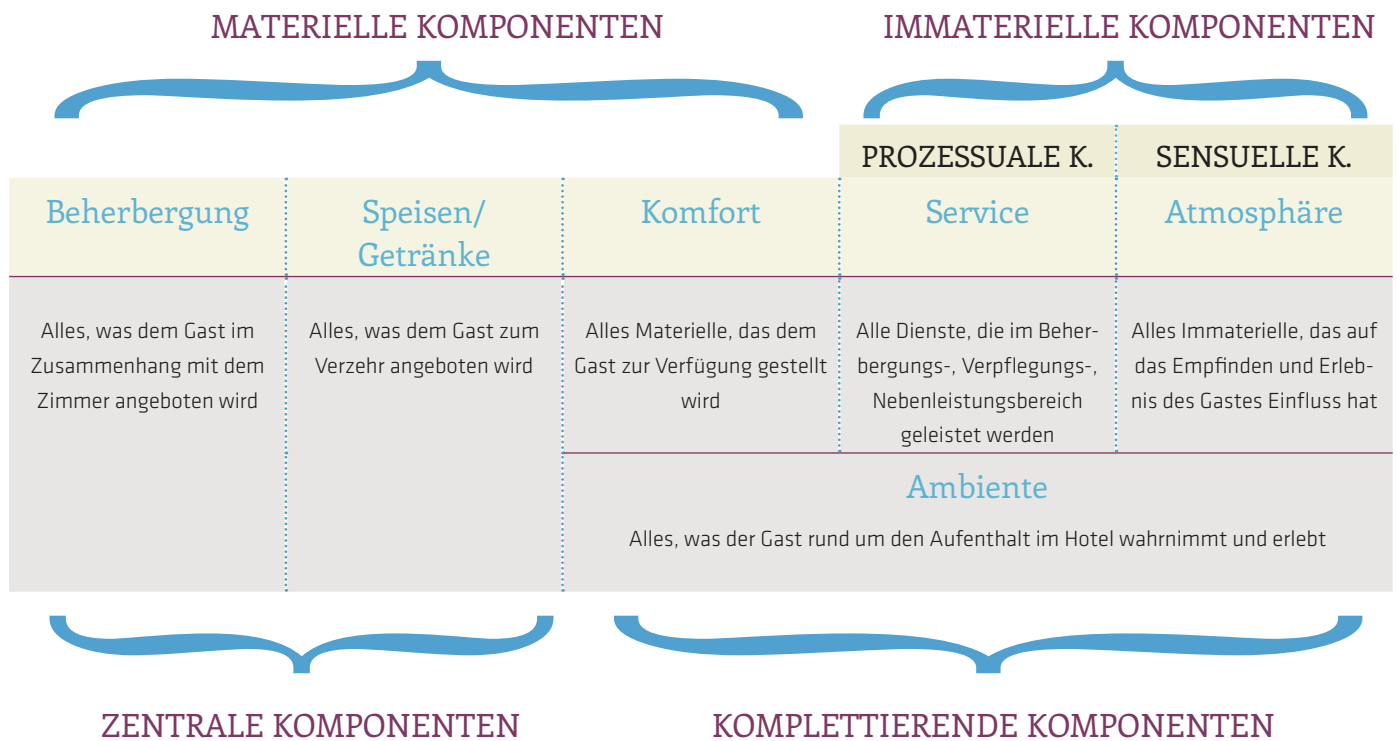 MATERIELLE KOMPONENTEN
IMMATERIELLE KOMPONENTEN
PROZESSUALE K.
SENSUELLE K.
Beherbergung
Speisen/
Getränke
Komfort
Service
Atmosphäre
Alles, was dem Gast im
Zusammenhang mit dem
Zimmer angeboten wird
Alles, was dem Gast zum
Verzehr angeboten wird
Alles Materielle, das dem
Gast zur Verfügung gestellt
wird
Alle Dienste, die im Beher-
bergungs-, Verpflegungs-,
Nebenleistungsbereich
geleistet werden
Alles Immaterielle, das auf
das Empfinden und Erleb-
nis des Gastes Einfluss hat
Ambiente
Alles, was der Gast rund um den Aufenthalt im Hotel wahrnimmt und erlebt
ZENTRALE KOMPONENTEN
KOMPLETTIERENDE KOMPONENTEN